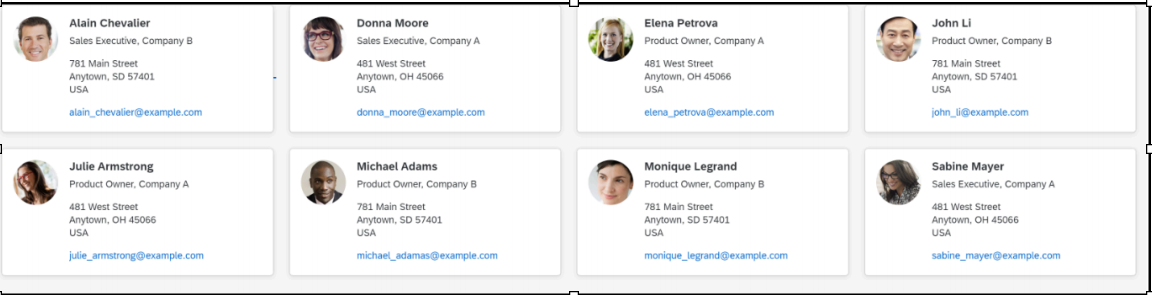 Alain Chevalier
Sales Executive, Company B
781 Main Street
Anytown, SD 57401
USA
alain_chevalier@example.com
Donna Moore
Sales Executive, Company A
481 West Street
Anytown, OH 45066
USA
donna_moore@example.com
Elena Petrova
Product Owner, Company A
481 West Street
Anytown, OH 45066
USA
elena_petrova@example.com
John Li
Product Owner, Company B
781 Main Street
Anytown, SD 57401
USA
john_li@example.com
Julie Armstrong
Product Owner, Company A
481 West Street
Anytown, OH 45066
USA
julie_armstrong@example.com
Michael Adams
Product Owner, Company B
781 Main Street
Anytown, SD 57401
USA
michael_adamas@example.com
Monique Legrand
Product Owner, Company B
781 Main Street
Anytown, SD 57401
USA
monique_legrand@example.com
Sabine Mayer
Sales Executive, Company A
481 West Street
Anytown, OH 45066
USA
sabine_mayer@example.com